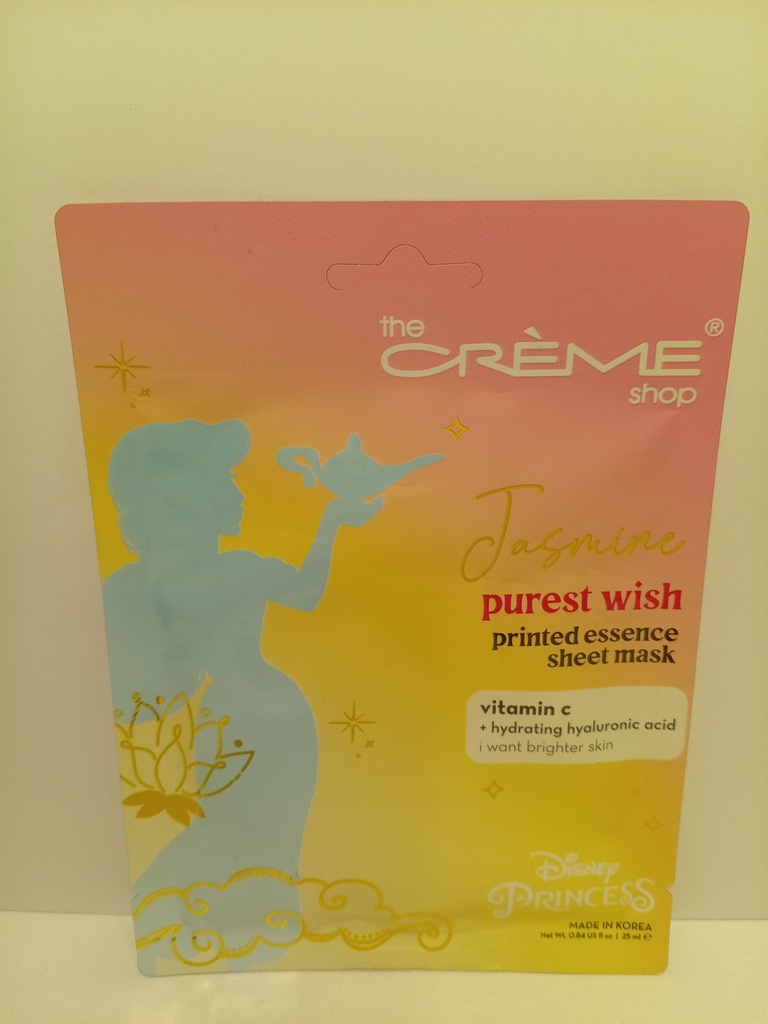 the
CRÈME®
shop
Jasmine
purest wish
printed essence
sheet mask
vitamin c
+ hydrating hyaluronic acid
i want brighter skin
Disney
PRINCESS
MADE IN KOREA
Net Wt. 0.84 US fl oz | 25 ml ℮